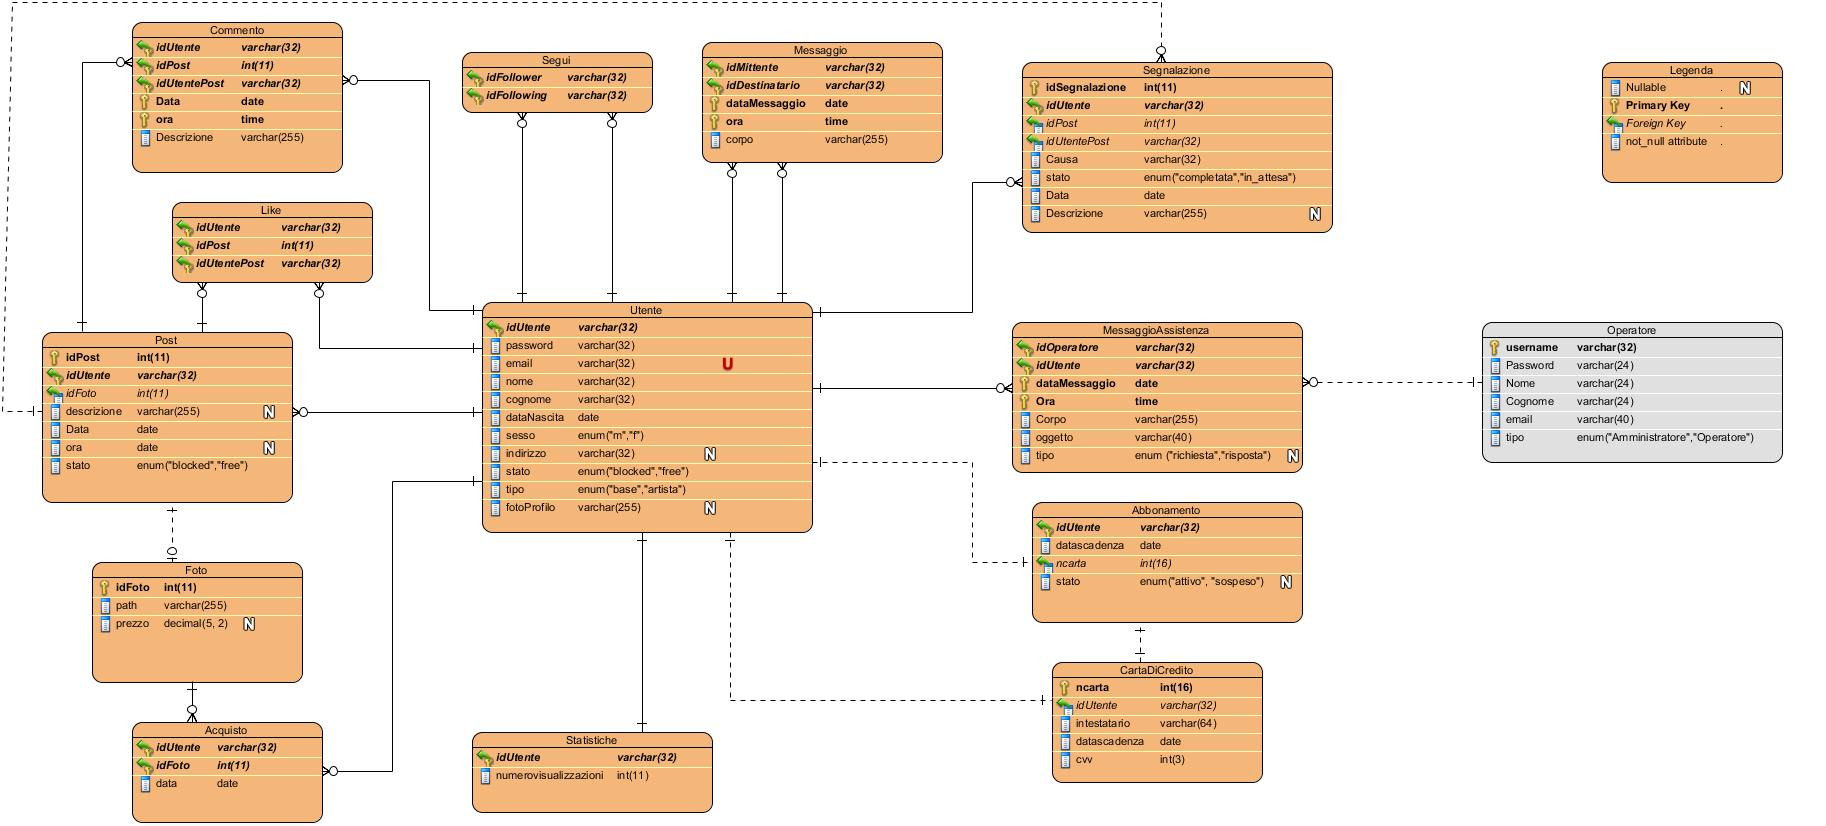 Commento
idUtente varchar(32)
idPost int(11)
idUtentePost varchar(32)
Data date
ora time
Descrizione varchar(255)
Segui
idFollower varchar(32)
idFollowing varchar(32)
Messaggio
idMittente varchar(32)
idDestinatario varchar(32)
dataMessaggio date
ora time
corpo varchar(255)
Segnalazione
idSegnalazione int(11)
idUtente varchar(32)
idPost int(11)
idUtentePost varchar(32)
Causa varchar(32)
stato enum("completata","in_attesa")
Data date
Descrizione varchar(255) N
Legenda
Nullable . N
Primary Key .
Foreign Key .
not_null attribute .
Like
idUtente varchar(32)
idPost int(11)
idUtentePost varchar(32)
Post
idPost int(11)
idUtente varchar(32)
idFoto int(11)
descrizione varchar(255) N
Data date
ora date N
stato enum("blocked","free")
Utente
idUtente varchar(32)
password varchar(32)
email varchar(32) U
nome varchar(32)
cognome varchar(32)
dataNascita date
sesso enum("m","f")
indirizzo varchar(32) N
stato enum("blocked","free")
tipo enum("base","artista")
fotoProfilo varchar(255) N
MessaggioAssistenza
idOperatore varchar(32)
idUtente varchar(32)
dataMessaggio date
Ora time
Corpo varchar(255)
oggetto varchar(40)
tipo enum ("richiesta","risposta") N
Operatore
username varchar(32)
Password varchar(24)
Nome varchar(24)
Cognome varchar(24)
email varchar(40)
tipo enum("Amministratore","Operatore")
Abbonamento
idUtente varchar(32)
datascadenza date
ncarta int(16)
stato enum("attivo", "sospeso") N
Foto
idFoto int(11)
path varchar(255)
prezzo decimal(5, 2) N
CartaDiCredito
ncarta int(16)
idUtente varchar(32)
intestatario varchar(64)
datascadenza date
cvv int(3)
Acquisto
idUtente varchar(32)
idFoto int(11)
data date
Statistiche
idUtente varchar(32)
numerovisualizzazioni int(11)